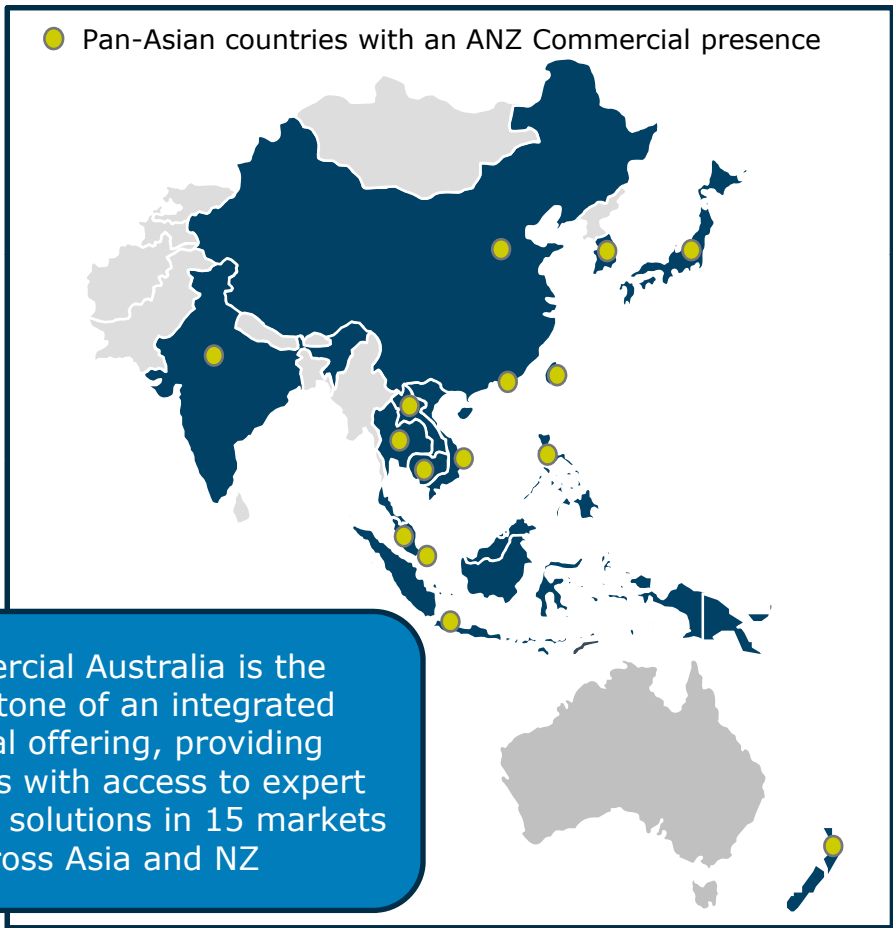 Pan-Asian countries with an ANZ Commercial presence
rcial Australia is the
tone of an integrated
al offering, providing
s with access to expert
solutions in 15 markets
ross Asia and NZ